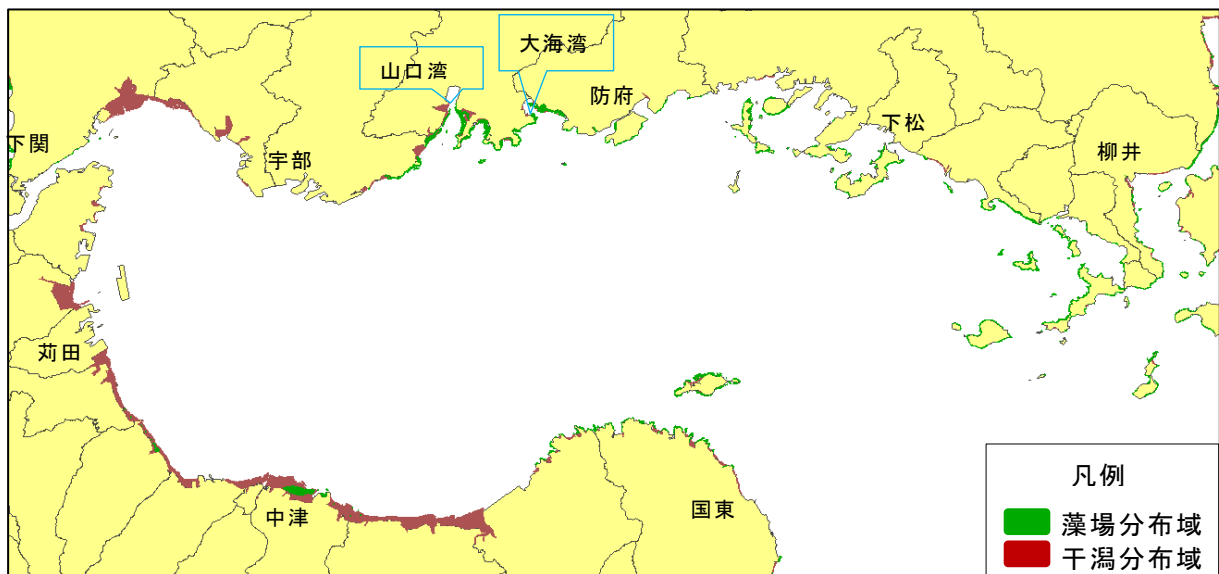 大海湾
山口湾
防府
下松
下関
宇部
柳井
苅田
中津
国東
凡例
藻場分布域
干潟分布域